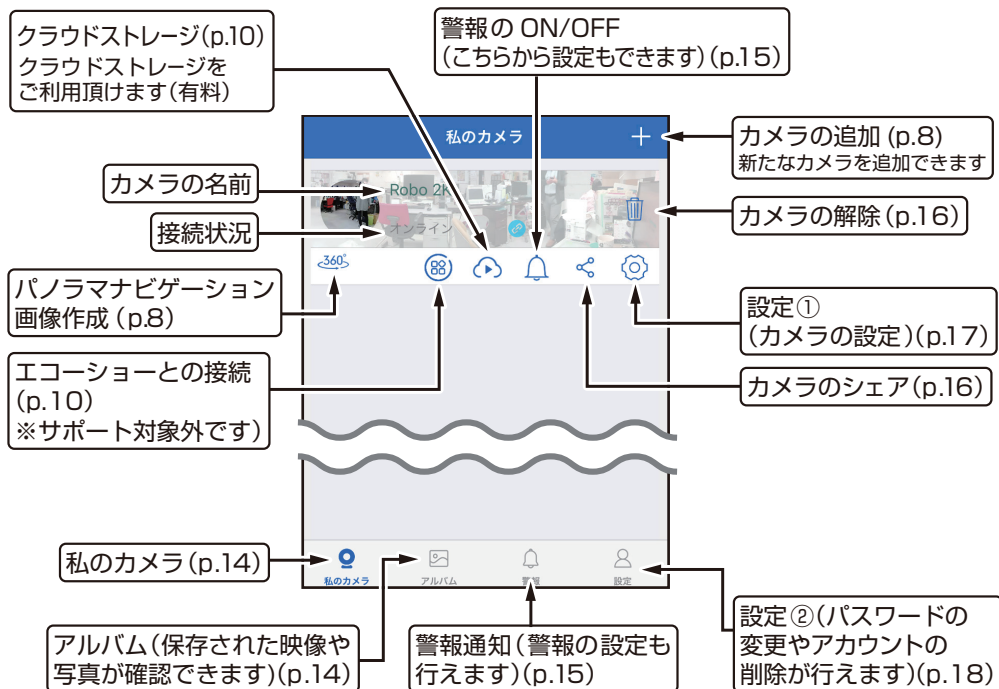 クラウドストレージ(p.10)
クラウドストレージを
ご利用頂けます(有料)
警報の ON/OFF
(こちらから設定もできます)(p.15)
私のカメラ
カメラの追加 (p.8)
新たなカメラを追加できます
カメラの名前
Robo 2K
カメラの解除(p.16)
接続状況
オンライン
360°
パノラマナビゲーション
画像作成(p.8)
設定①
(カメラの設定)(p.17)
エコーショーとの接続
(p.10)
※サポート対象外です)
カメラのシェア(p.16)
私のカメラ(p.14)
私のカメラ
アルバム
警報
設定
アルバム(保存された映像や
写真が確認できます)(p.14)
警報通知(警報の設定も
行えます)(p.15)
設定②(パスワードの
変更やアカウントの
削除が行えます)(p.18)